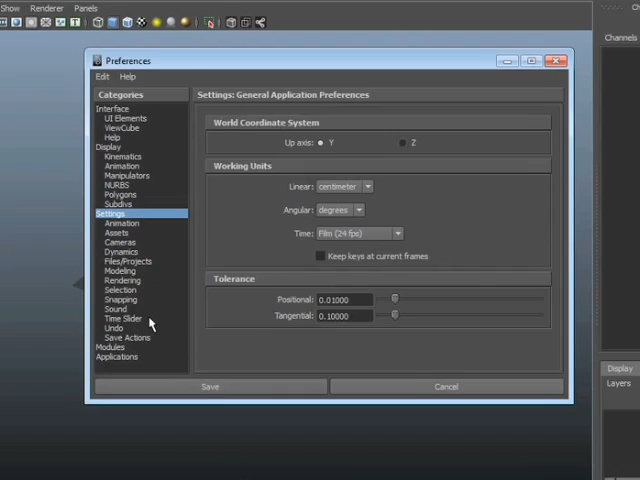 Show Renderer Panels
Preferences
Edit Help
Categories
Interface
UI Elements
ViewCube
Help
Display
Kinematics
Animation
Manipulators
NURBS
Polygons
Subdivs
Settings
Animation
Assets
Cameras
Dynamics
Files/Projects
Modeling
Rendering
Selection
Snapping
Sound
Time Slider
Undo
Save Actions
Modules
Applications
Settings: General Application Preferences
World Coordinate System
Up axis: Y Z
Working Units
Linear: centimeter
Angular: degrees
Time: Film (24 fps)
Keep keys at current frames
Tolerance
Positional: 0.01000
Tangential: 0.10000
Save Cancel
Channels
Display
Layers